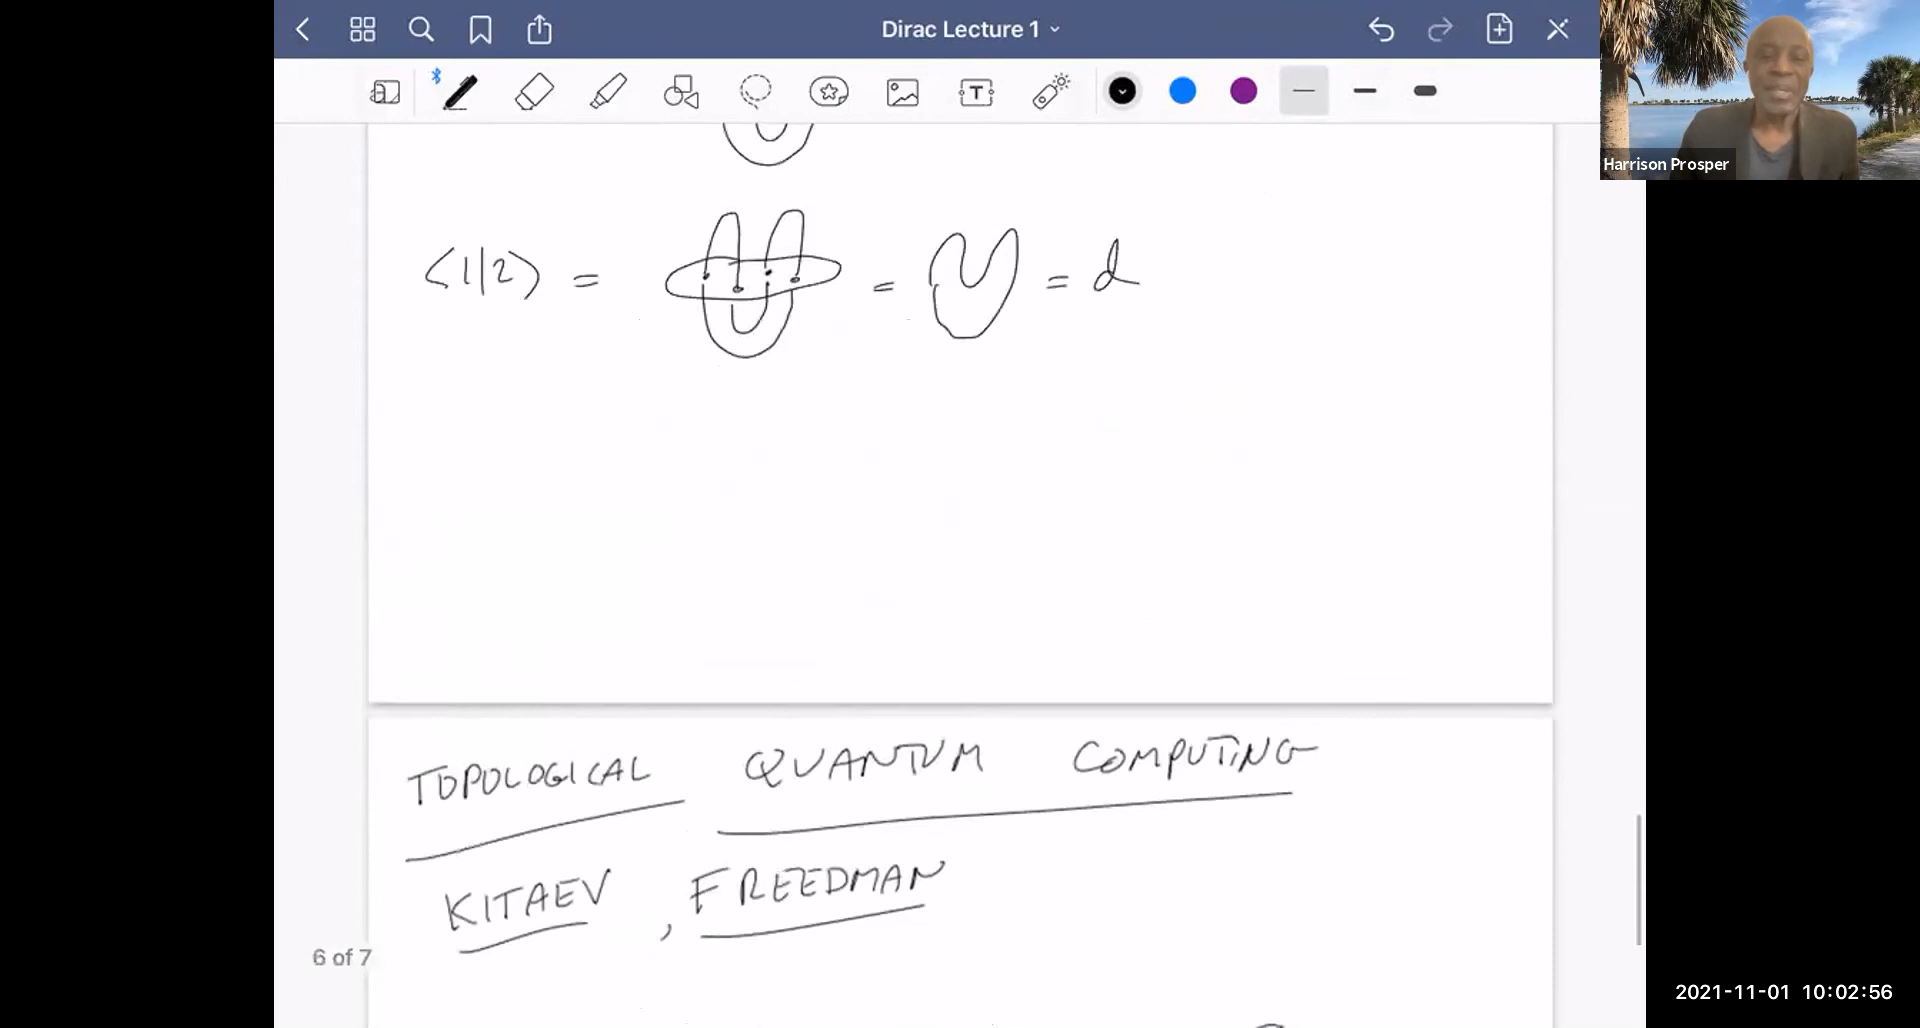 Dirac Lecture 1
T
Harrison Prosper
⟨1|2⟩ = = = d
TOPOLOGICAL QUANTUM COMPUTING
KITAEV, FREEDMAN
6 of 7
2021-11-01 10:02:56